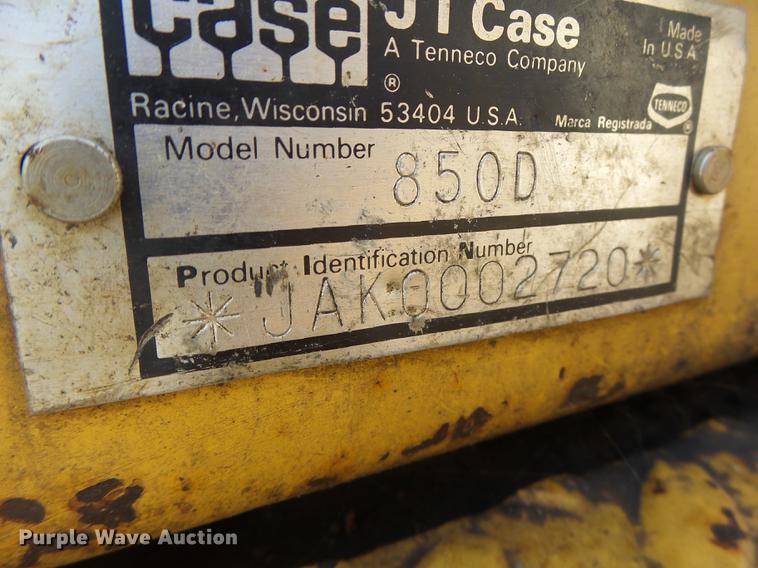 case
JI Case
A Tenneco Company
®
Made
In U.S.A.
Racine, Wisconsin 53404 U.S.A.
Marca Registrada
TENNECO
®
Model Number
850D
Product Identification Number
*JAK0002720*
Purple Wave Auction